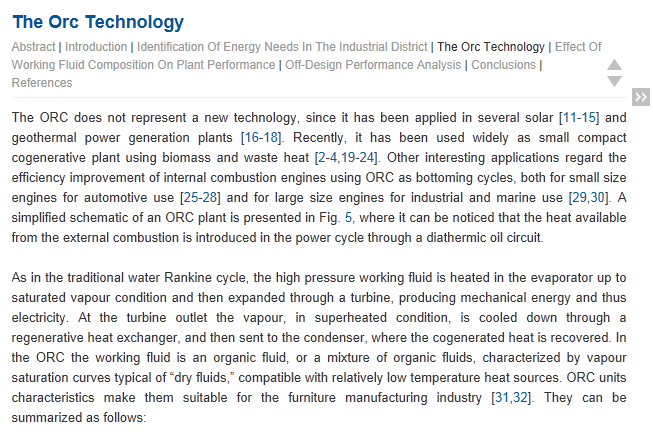 The Orc Technology
Abstract | Introduction | Identification Of Energy Needs In The Industrial District | The Orc Technology | Effect Of
Working Fluid Composition On Plant Performance | Off-Design Performance Analysis | Conclusions |
References
The ORC does not represent a new technology, since it has been applied in several solar [11-15] and
geothermal power generation plants [16-18]. Recently, it has been used widely as small compact
cogenerative plant using biomass and waste heat [2-4,19-24]. Other interesting applications regard the
efficiency improvement of internal combustion engines using ORC as bottoming cycles, both for small size
engines for automotive use [25-28] and for large size engines for industrial and marine use [29,30]. A
simplified schematic of an ORC plant is presented in Fig. 5, where it can be noticed that the heat available
from the external combustion is introduced in the power cycle through a diathermic oil circuit.
As in the traditional water Rankine cycle, the high pressure working fluid is heated in the evaporator up to
saturated vapour condition and then expanded through a turbine, producing mechanical energy and thus
electricity. At the turbine outlet the vapour, in superheated condition, is cooled down through a
regenerative heat exchanger, and then sent to the condenser, where the cogenerated heat is recovered. In
the ORC the working fluid is an organic fluid, or a mixture of organic fluids, characterized by vapour
saturation curves typical of “dry fluids,” compatible with relatively low temperature heat sources. ORC units
characteristics make them suitable for the furniture manufacturing industry [31,32]. They can be
summarized as follows: